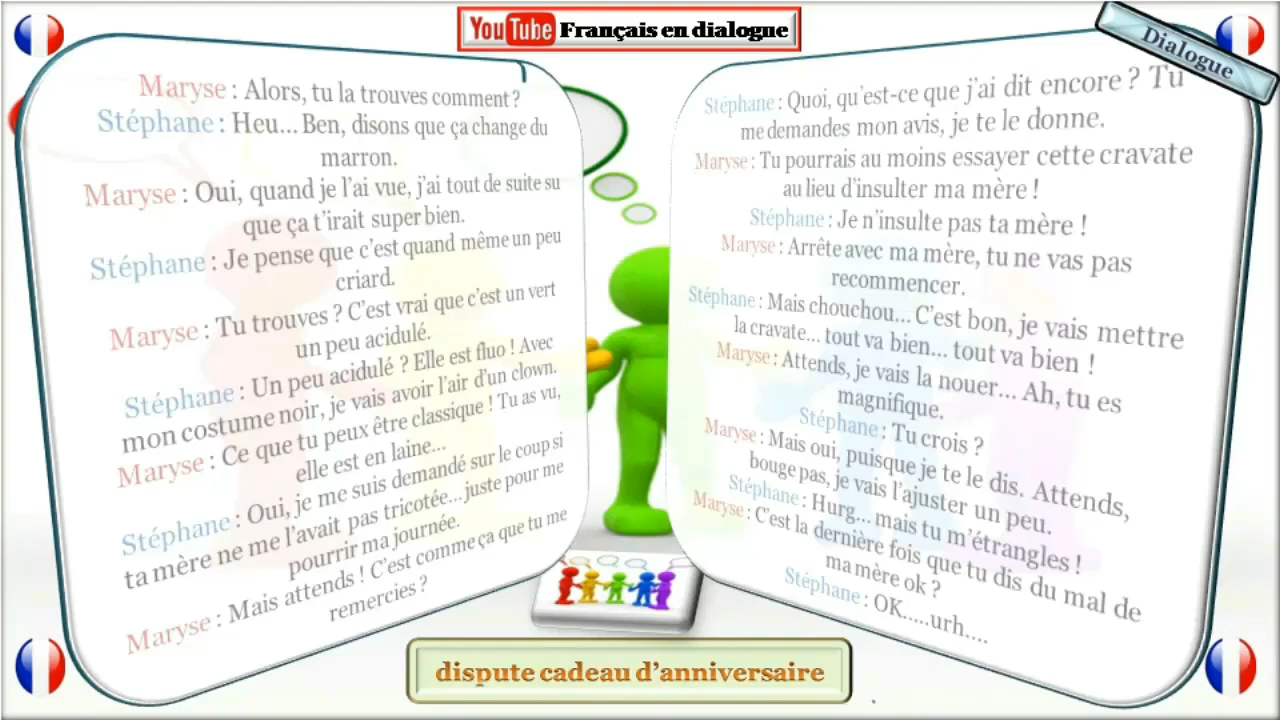 YouTube Français en dialogue
Dialogue
Maryse : Alors, tu la trouves comment ?
Stéphane : Heu... Ben, disons que ça change du
marron.
Maryse : Oui, quand je l'ai vue, j'ai tout de suite su
que ça t'irait super bien.
Stéphane : Je pense que c'est quand même un peu
criard.
Maryse : Tu trouves ? C'est vrai que c'est un vert
un peu acidulé.
Stéphane : Un peu acidulé ? Elle est fluo ! Avec
mon costume noir, je vais avoir l'air d'un clown.
Maryse : Ce que tu peux être classique ! Tu as vu,
elle est en laine...
Stéphane : Oui, je me suis demandé sur le coup si
ta mère ne me l'avait pas tricotée... juste pour me
pourrir ma journée.
Maryse : Mais attends ! C'est comme ça que tu me
remercies ?
Stéphane : Quoi, qu'est-ce que j'ai dit encore ? Tu
me demandes mon avis, je te le donne.
Maryse : Tu pourrais au moins essayer cette cravate
au lieu d'insulter ma mère !
Stéphane : Je n'insulte pas ta mère !
Maryse : Arrête avec ma mère, tu ne vas pas
recommencer.
Stéphane : Mais chouchou... C'est bon, je vais mettre
la cravate... tout va bien... tout va bien !
Maryse : Attends, je vais la nouer... Ah, tu es
magnifique.
Stéphane : Tu crois ?
Maryse : Mais oui, puisque je te le dis. Attends,
bouge pas, je vais l'ajuster un peu.
Stéphane : Hurg... mais tu m'étrangles !
Maryse : C'est la dernière fois que tu dis du mal de
ma mère ok ?
Stéphane : OK.....urh....
dispute cadeau d'anniversaire